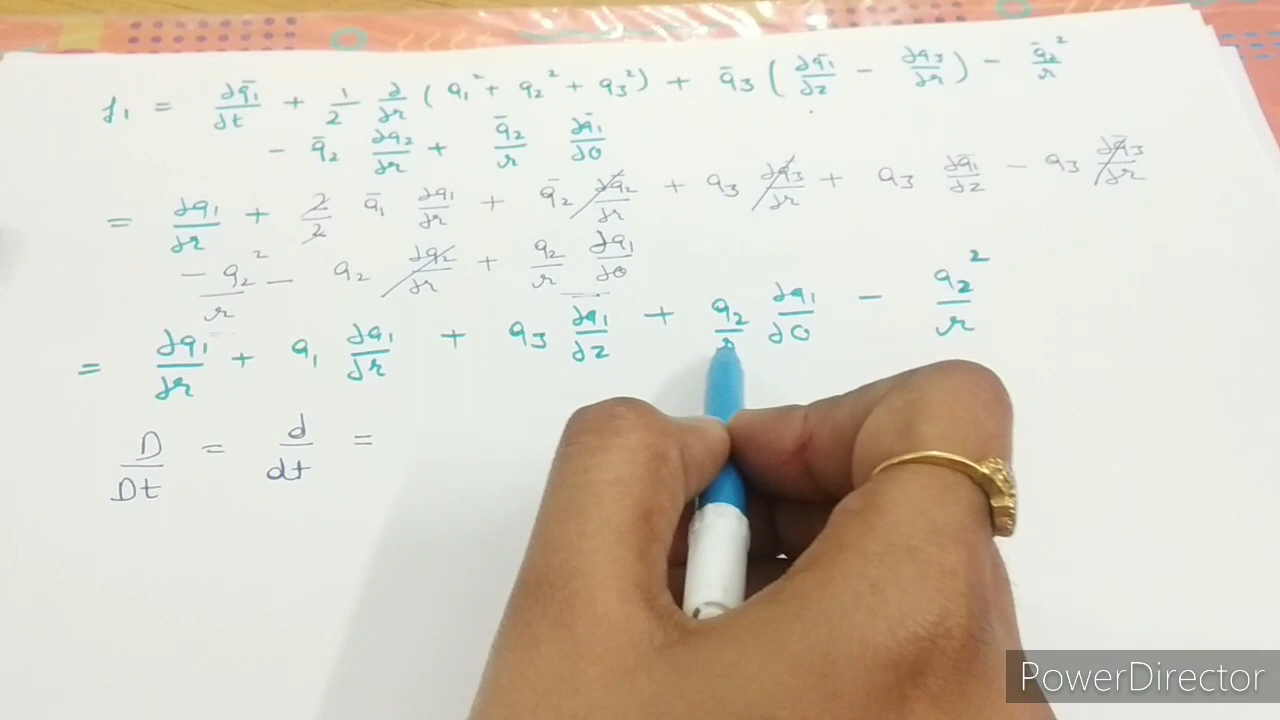 f₁ = ∂q̄₁/∂t + 1/2 ∂/∂r (q₁² + q₂² + q₃²) + q̄₃ (∂q̄₁/∂z − ∂q₃/∂r) − q̄₂²/r
− q̄₂ ∂q₂/∂r + q̄₂/r ∂q̄₁/∂θ
= ∂q₁/∂r + 2/2 q̄₁ ∂q₁/∂r + q̄₂ ∂q₂/∂r + q₃ ∂q₃/∂r + q₃ ∂q̄₁/∂z − q₃ ∂q̄₃/∂r
− q₂²/r − q₂ ∂q₂/∂r + q₂/r ∂q₁/∂θ
= ∂q₁/∂r + q₁ ∂q₁/∂r + q₃ ∂q₁/∂z + q₂/r ∂q₁/∂θ − q₂²/r
D/Dt = d/dt =
PowerDirector